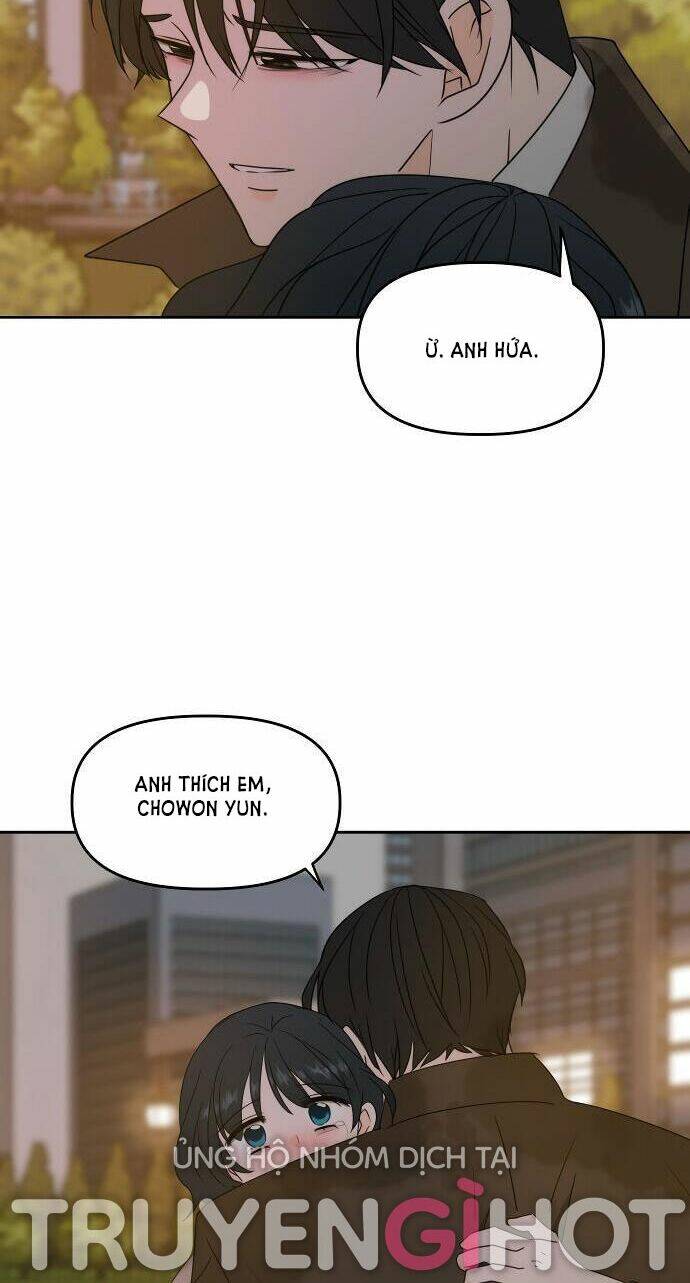 Ừ. ANH HỨA.
ANH THÍCH EM,
CHOWON YUN.
ỦNG HỘ NHÓM DỊCH TẠI
TRUYENGIHOT